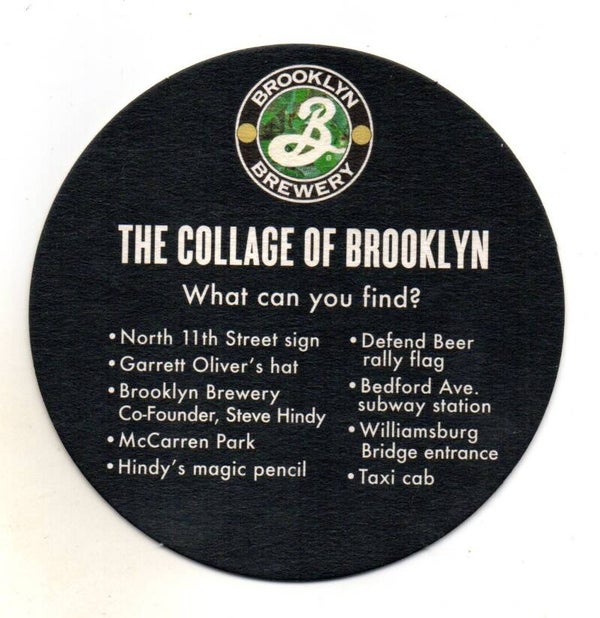 BROOKLYN
B
BREWERY
THE COLLAGE OF BROOKLYN
What can you find?
• North 11th Street sign
• Garrett Oliver's hat
• Brooklyn Brewery
Co-Founder, Steve Hindy
• McCarren Park
• Hindy's magic pencil
• Defend Beer
rally flag
• Bedford Ave.
subway station
• Williamsburg
Bridge entrance
• Taxi cab